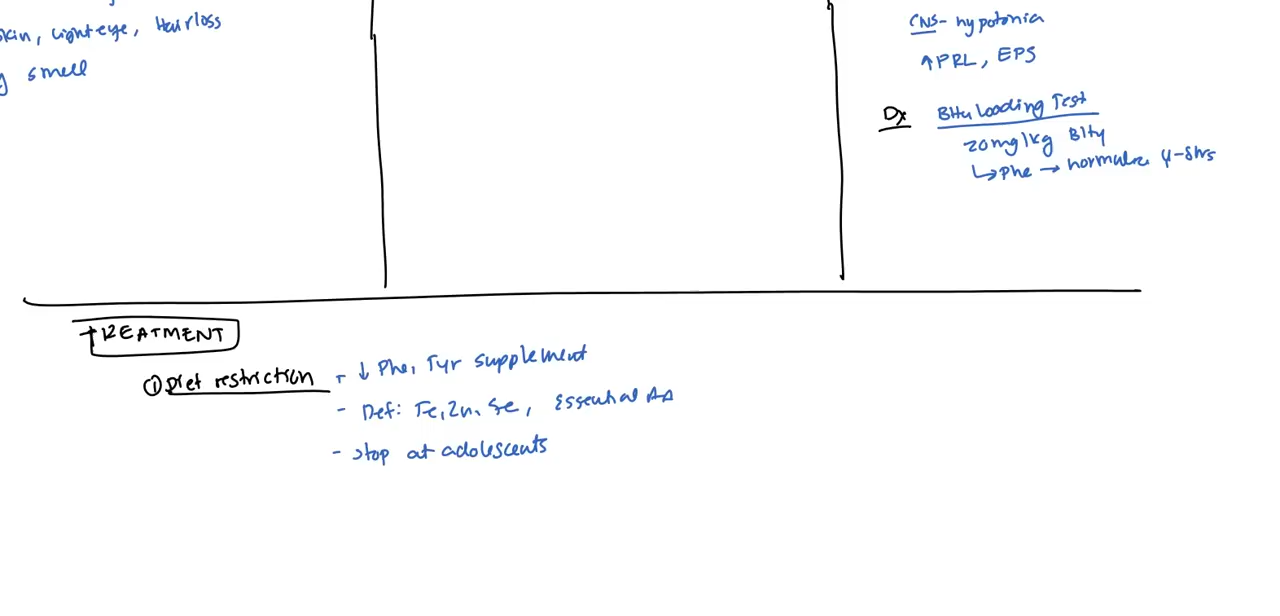 skin, Light eye, Hair loss
smell
CNS - hypotonia
↑PRL, EPS
Dx BH4 Loading Test
20mg/kg BH4
↳Phe → normalize 4-8hrs
TREATMENT
① Diet restriction - ↓ Phe, Tyr supplement
- Def: Fe, Zn, Se, Essential AA
- stop at adolescents